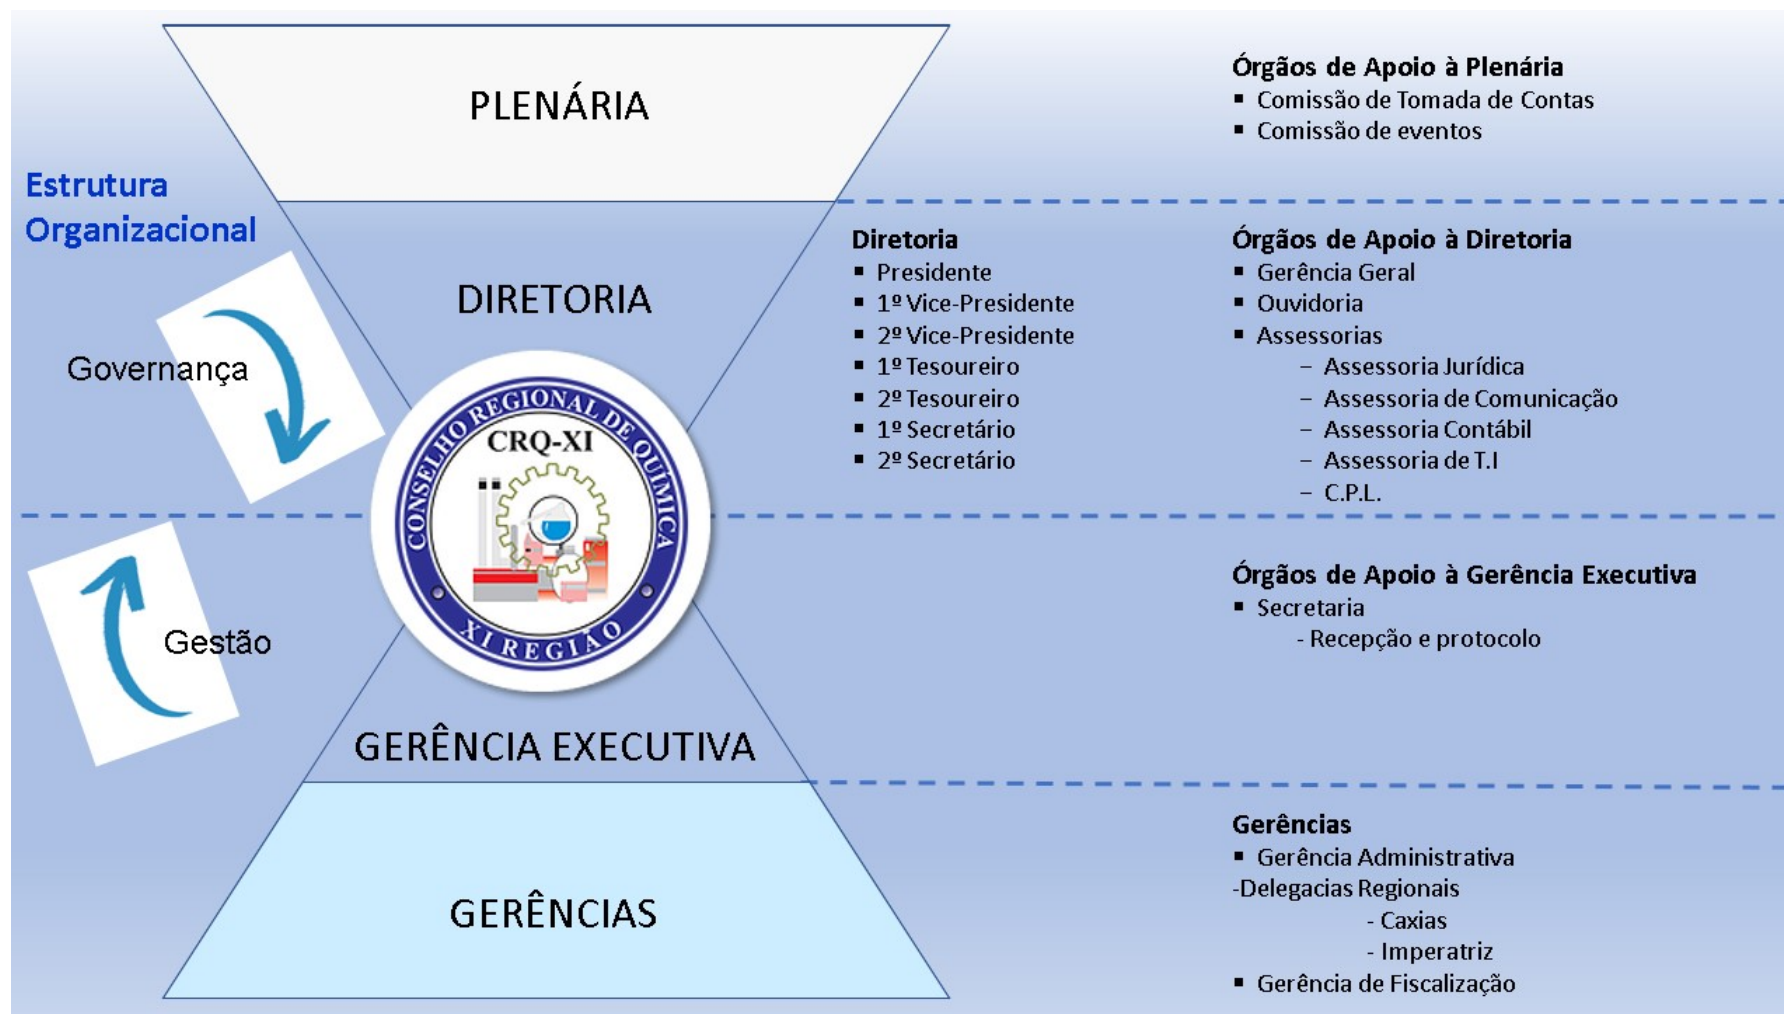 Estrutura
Organizacional
PLENÁRIA
Órgãos de Apoio à Plenária
▪ Comissão de Tomada de Contas
▪ Comissão de eventos
Governança
DIRETORIA
Diretoria
▪ Presidente
▪ 1º Vice-Presidente
▪ 2º Vice-Presidente
▪ 1º Tesoureiro
▪ 2º Tesoureiro
▪ 1º Secretário
▪ 2º Secretário
Órgãos de Apoio à Diretoria
▪ Gerência Geral
▪ Ouvidoria
▪ Assessorias
– Assessoria Jurídica
– Assessoria de Comunicação
– Assessoria Contábil
– Assessoria de T.I
– C.P.L.
CONSELHO REGIONAL DE QUÍMICA
CRQ-XI
XI REGIÃO
Gestão
GERÊNCIA EXECUTIVA
Órgãos de Apoio à Gerência Executiva
▪ Secretaria
- Recepção e protocolo
GERÊNCIAS
Gerências
▪ Gerência Administrativa
-Delegacias Regionais
- Caxias
- Imperatriz
▪ Gerência de Fiscalização